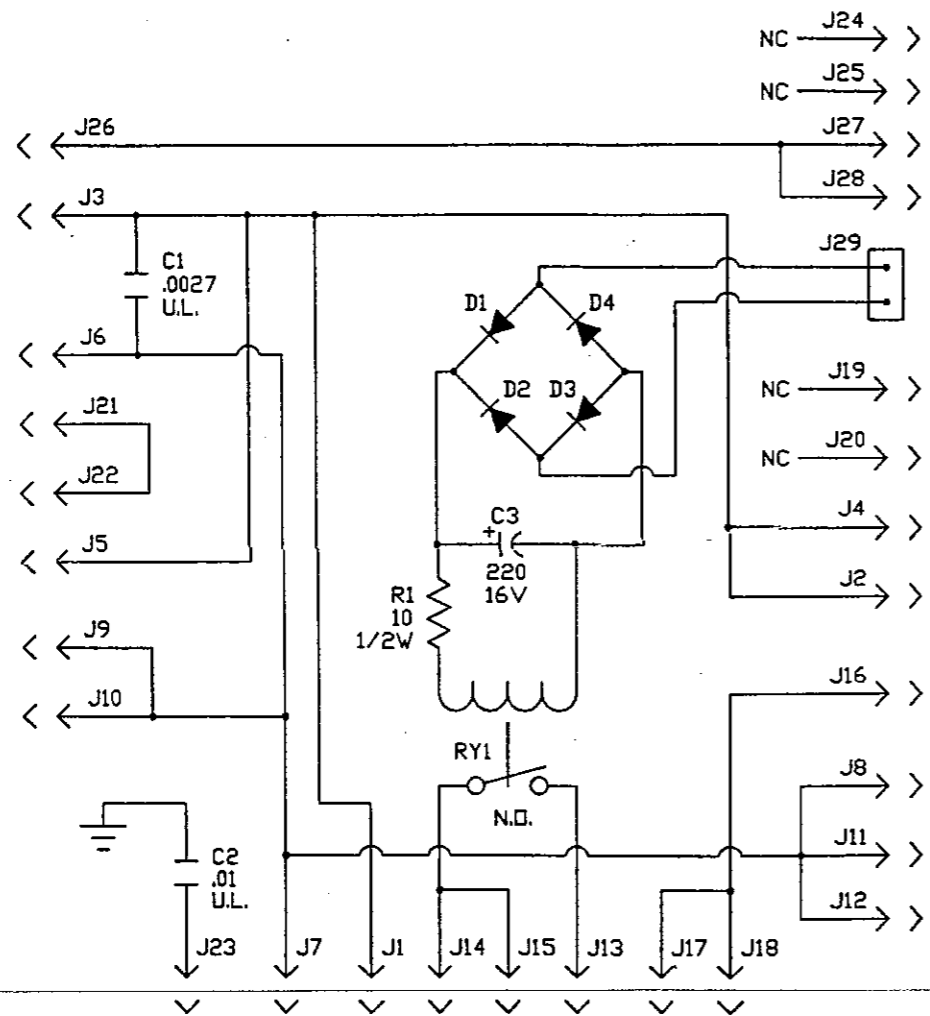 J24
NC
J25
NC
J26
J27
J28
J3
J29
C1
.0027
U.L.
D1
D4
J6
D2
D3
J19
NC
J21
J20
NC
J22
C3
+
220
16V
J4
J5
J2
R1
10
1/2W
J9
J16
J10
RY1
N.O.
J8
J11
C2
.01
U.L.
J12
J23
J7
J1
J14
J15
J13
J17
J18